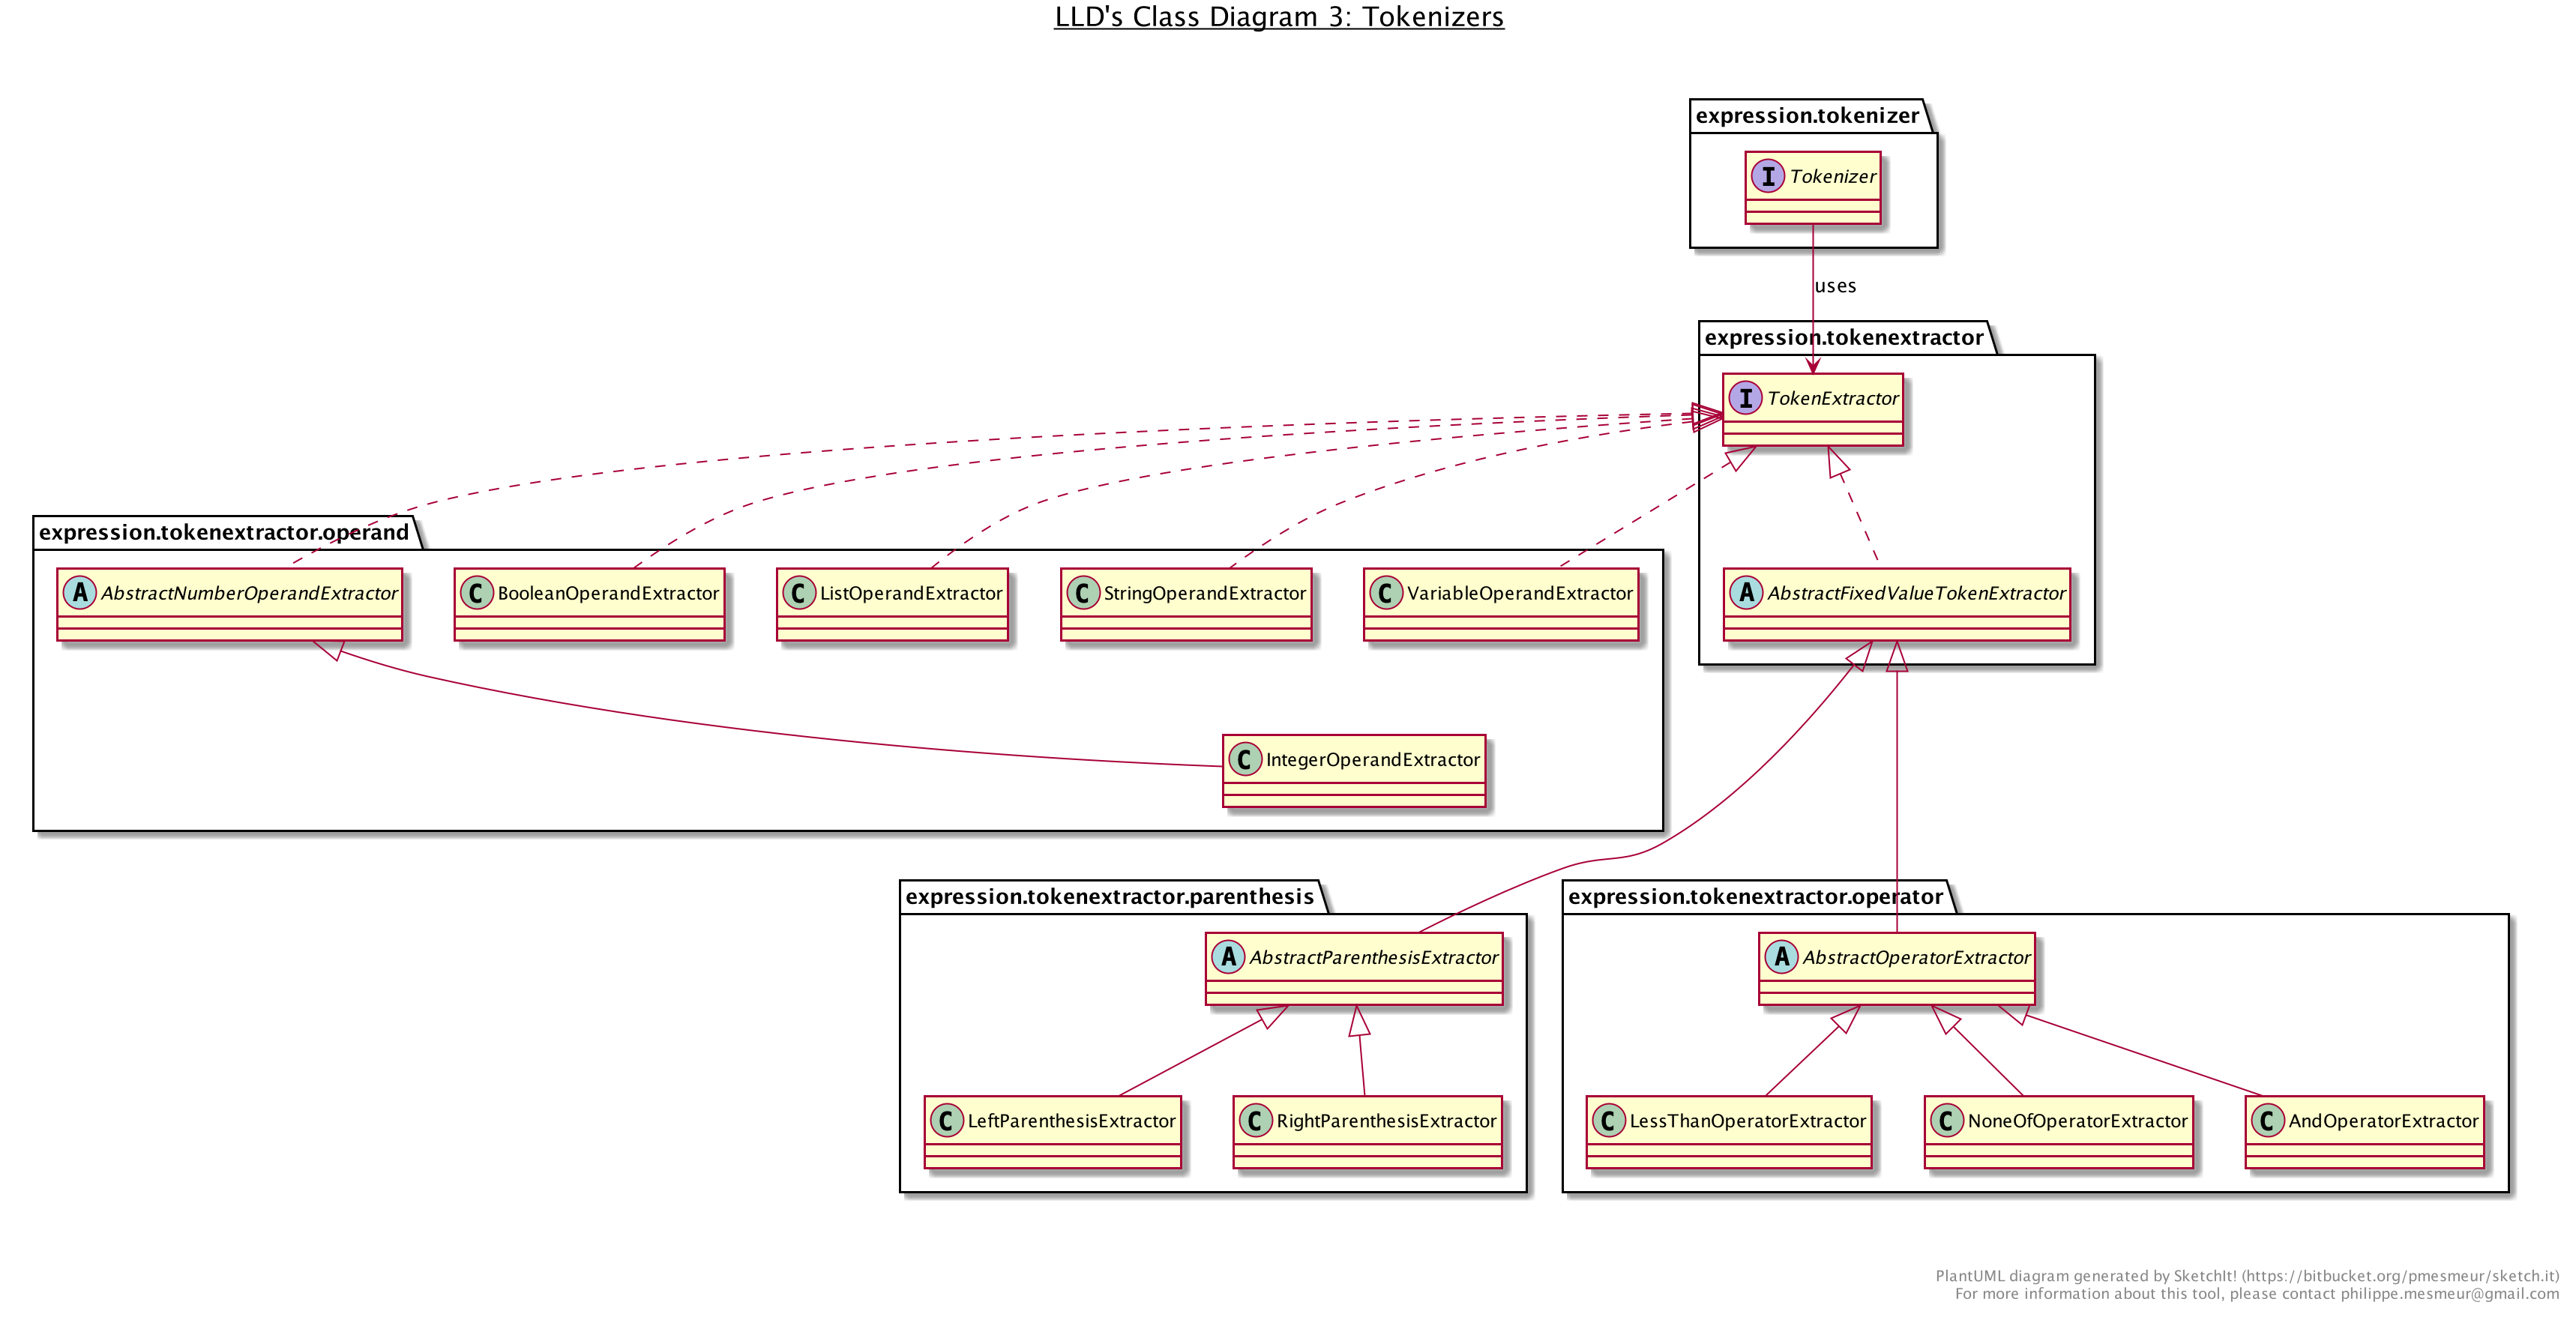 LLD's Class Diagram 3: Tokenizers
expression.tokenizer
I Tokenizer
uses
expression.tokenextractor
I TokenExtractor
expression.tokenextractor.operand
A AbstractNumberOperandExtractor
C BooleanOperandExtractor
C ListOperandExtractor
C StringOperandExtractor
C VariableOperandExtractor
A AbstractFixedValueTokenExtractor
C IntegerOperandExtractor
expression.tokenextractor.parenthesis
expression.tokenextractor.operator
A AbstractParenthesisExtractor
A AbstractOperatorExtractor
C LeftParenthesisExtractor
C RightParenthesisExtractor
C LessThanOperatorExtractor
C NoneOfOperatorExtractor
C AndOperatorExtractor
PlantUML diagram generated by SketchIt! (https://bitbucket.org/pmesmeur/sketch.it)
For more information about this tool, please contact philippe.mesmeur@gmail.com